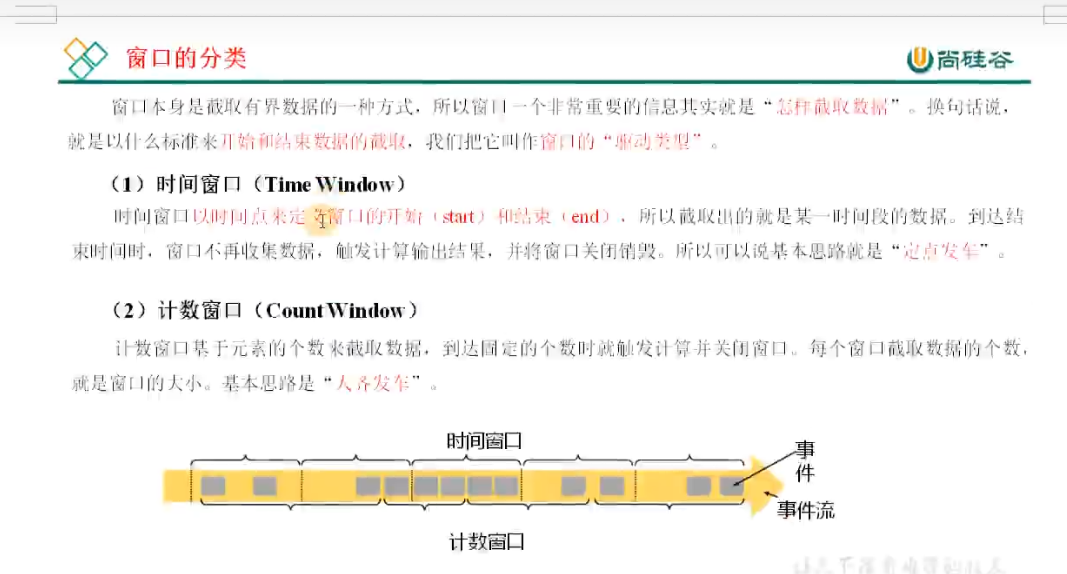 窗口的分类
尚硅谷
窗口本身是截取有界数据的一种方式，所以窗口一个非常重要的信息其实就是“怎样截取数据”。换句话说，
就是以什么标准来开始和结束数据的截取，我们把它叫作窗口的“驱动类型”。
（1）时间窗口（Time Window）
时间窗口以时间点来定义窗口的开始（start）和结束（end），所以截取出的就是某一时间段的数据。到达结
束时间时，窗口不再收集数据，触发计算输出结果，并将窗口关闭销毁。所以可以说基本思路就是“定点发车”。
（2）计数窗口（Count Window）
计数窗口基于元素的个数来截取数据，到达固定的个数时就触发计算并关闭窗口。每个窗口截取数据的个数，
就是窗口的大小。基本思路是“人齐发车”。
时间窗口
事
件
事件流
计数窗口